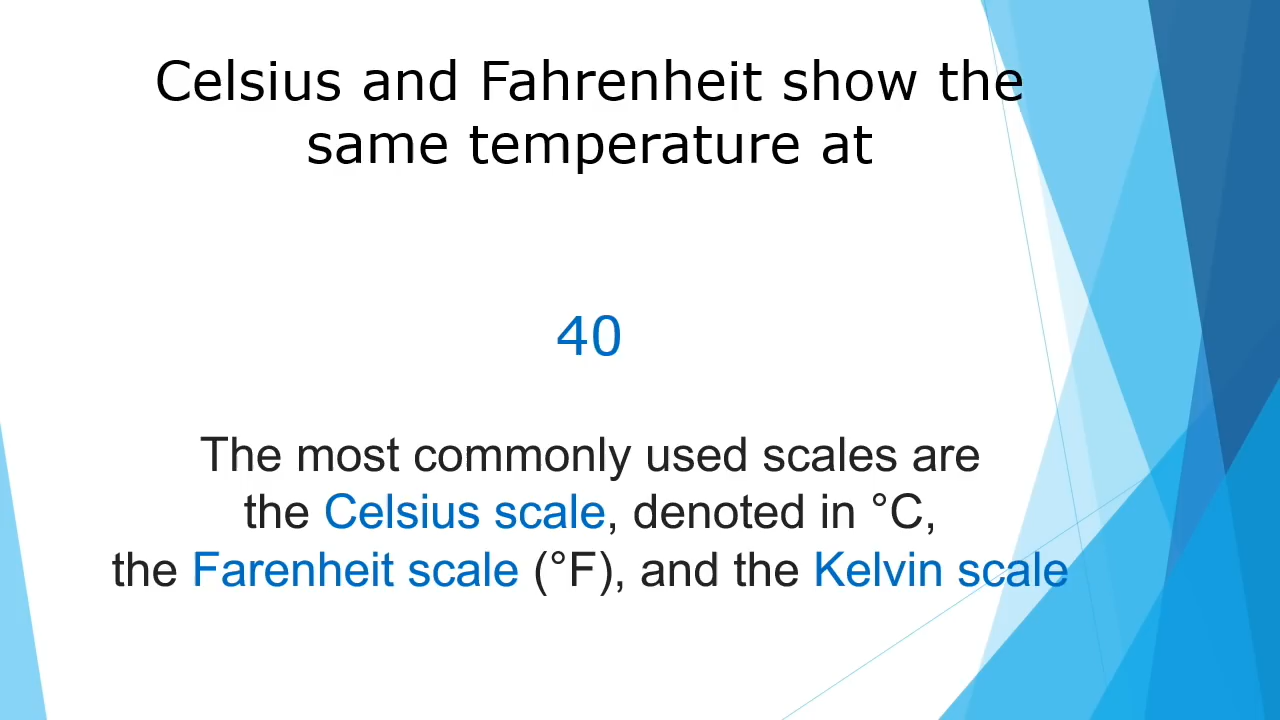 Celsius and Fahrenheit show the
same temperature at
40
The most commonly used scales are
the Celsius scale, denoted in °C,
the Farenheit scale (°F), and the Kelvin scale